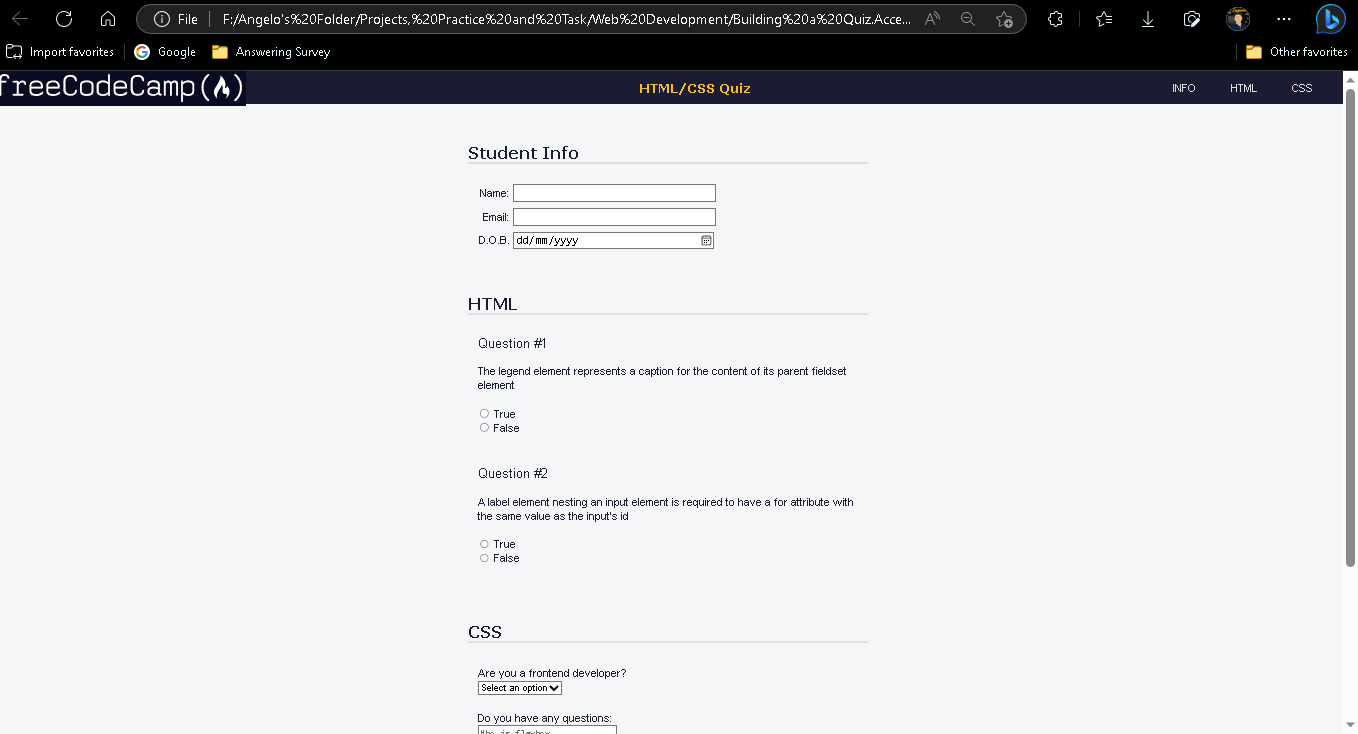 File
F:/Angelo's%20Folder/Projects,%20Practice%20and%20Task/Web%20Development/Building%20a%20Quiz.Acce...
Import favorites
Google
Answering Survey
Other favorites
freeCodeCamp
HTML/CSS Quiz
INFO
HTML
CSS
Student Info
Name:
Email:
D.O.B.
dd/mm/yyyy
HTML
Question #1
The legend element represents a caption for the content of its parent fieldset
element
True
False
Question #2
A label element nesting an input element is required to have a for attribute with
the same value as the input's id
True
False
CSS
Are you a frontend developer?
Select an option
Do you have any questions: